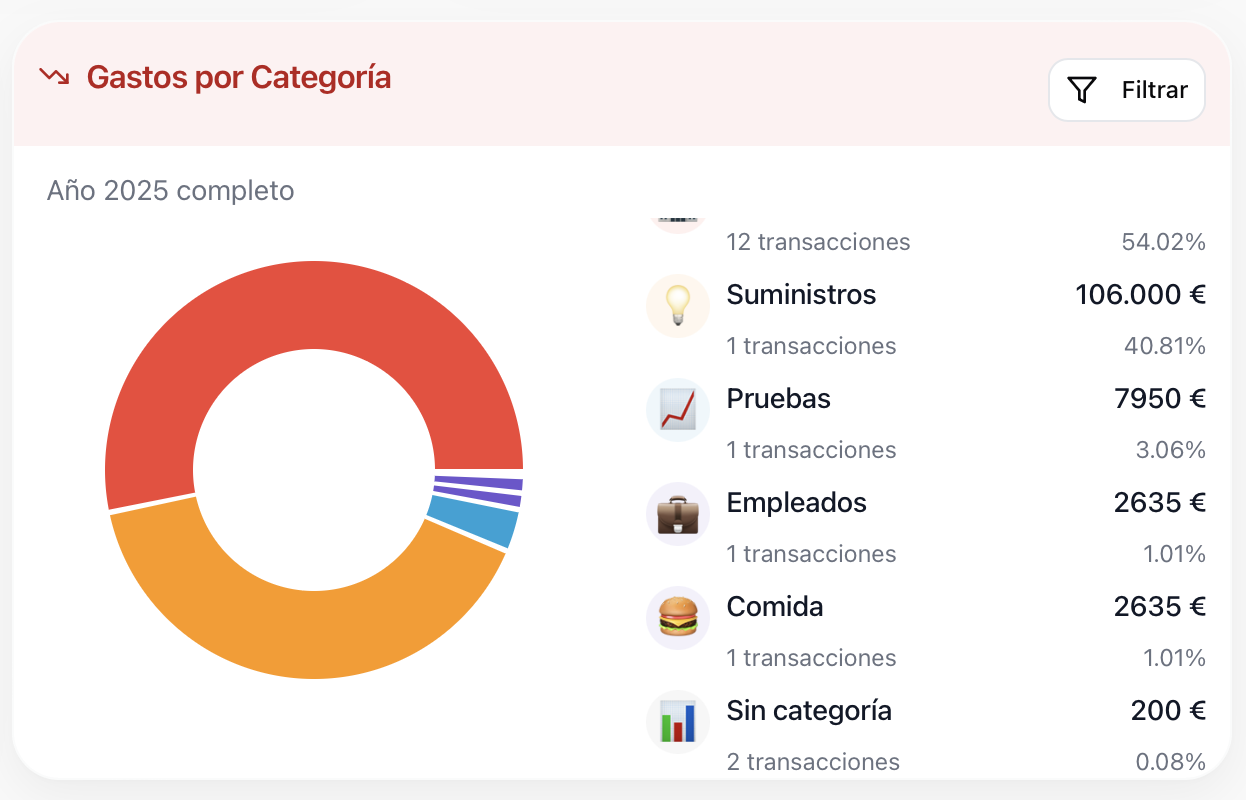 Gastos por Categoría
Filtrar
Año 2025 completo
12 transacciones 54.02%
Suministros 106.000 €
1 transacciones 40.81%
Pruebas 7950 €
1 transacciones 3.06%
Empleados 2635 €
1 transacciones 1.01%
Comida 2635 €
1 transacciones 1.01%
Sin categoría 200 €
2 transacciones 0.08%